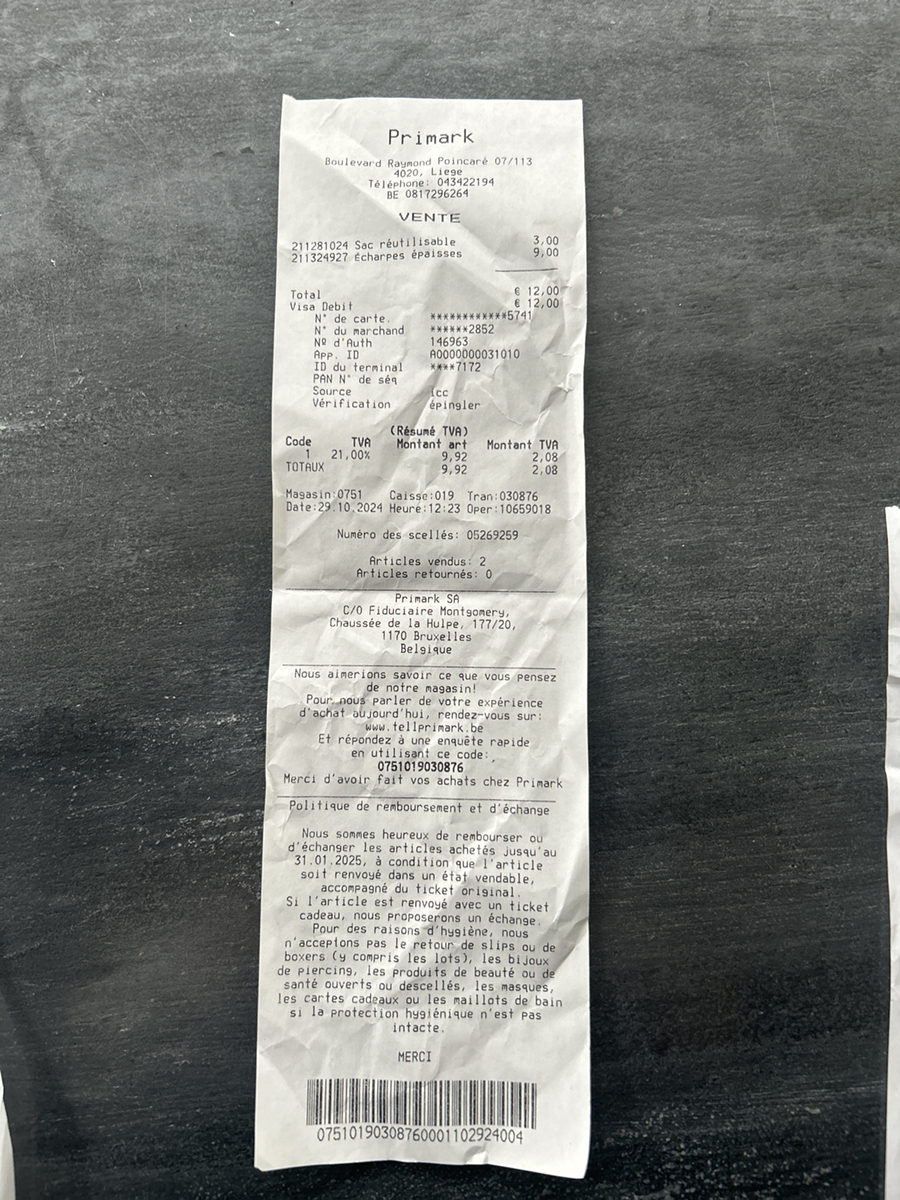 Primark
Boulevard Raymond Poincaré 07/113
4020, Liege
Téléphone: 043422194
BE 0817296264
VENTE
211281024 Sac réutilisable 3,00
211324927 Écharpes épaisses 9,00
Total € 12,00
Visa Debit € 12,00
N° de carte. ************5741
N° du marchand ******2852
Nº d'Auth 146963
App. ID A0000000031010
ID du terminal ****7172
PAN N° de séq
Source icc
Vérification épingler
(Résumé TVA)
Code TVA Montant art Montant TVA
1 21,00% 9,92 2,08
TOTAUX 9,92 2,08
Magasin:0751 Caisse:019 Tran:030876
Date:29.10.2024 Heure:12:23 Oper:10659018
Numéro des scellés: 05269259
Articles vendus: 2
Articles retournés: 0
Primark SA
C/O Fiduciaire Montgomery,
Chaussée de la Hulpe, 177/20,
1170 Bruxelles
Belgique
Nous aimerions savoir ce que vous pensez
de notre magasin!
Pour nous parler de votre expérience
d'achat aujourd'hui, rendez-vous sur:
www.tellprimark.be
Et répondez à une enquête rapide
en utilisant ce code:
0751019030876
Merci d'avoir fait vos achats chez Primark
Politique de remboursement et d'échange
Nous sommes heureux de rembourser ou
d'échanger les articles achetés jusqu'au
31.01.2025, à condition que l'article
soit renvoyé dans un état vendable,
accompagné du ticket original.
Si l'article est renvoyé avec un ticket
cadeau, nous proposerons un échange.
Pour des raisons d'hygiène, nous
n'acceptons pas le retour de slips ou de
boxers (y compris les lots), les bijoux
de piercing, les produits de beauté ou de
santé ouverts ou descellés, les masques,
les cartes cadeaux ou les maillots de bain
si la protection hygiénique n'est pas
intacte.
MERCI
07510190308760001102924004